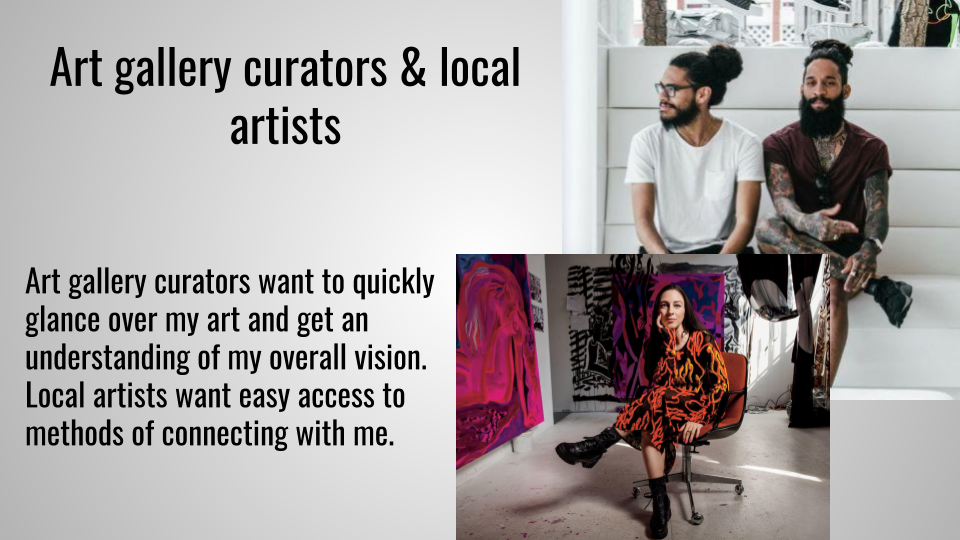 Art gallery curators & local
artists
Art gallery curators want to quickly
glance over my art and get an
understanding of my overall vision.
Local artists want easy access to
methods of connecting with me.